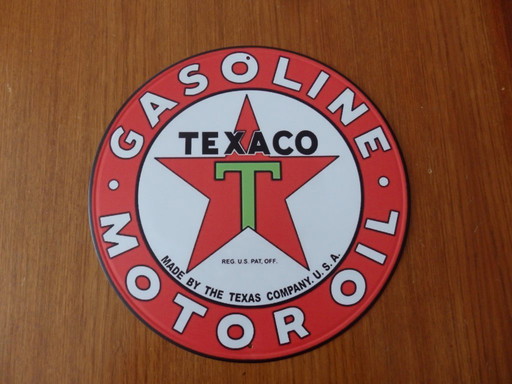 GASOLINE
TEXACO
T
REG. U.S. PAT. OFF.
MADE BY THE TEXAS COMPANY. U. S. A.
• MOTOR OIL •